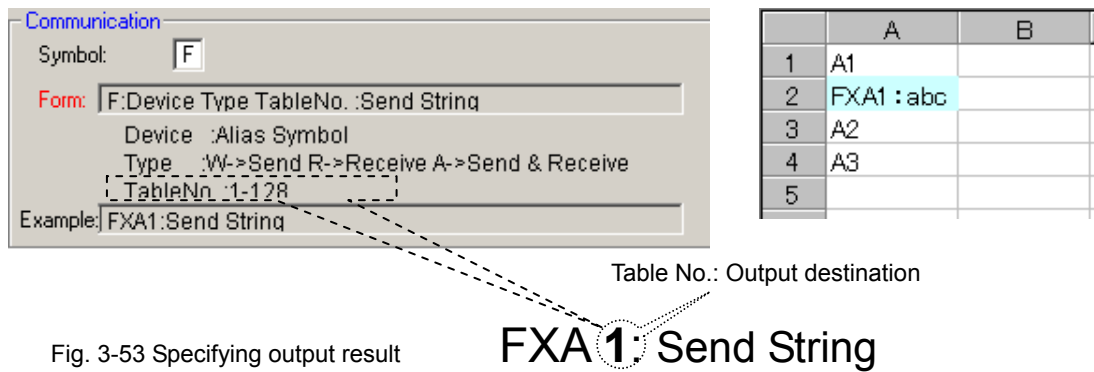 Communication
Symbol: F
Form: F:Device Type TableNo. :Send String
Device :Alias Symbol
Type :W->Send R->Receive A->Send & Receive
TableNo. :1-128
Example: FXA1:Send String
A B
1 A1
2 FXA1:abc
3 A2
4 A3
5
Table No.: Output destination
FXA 1: Send String
Fig. 3-53 Specifying output result